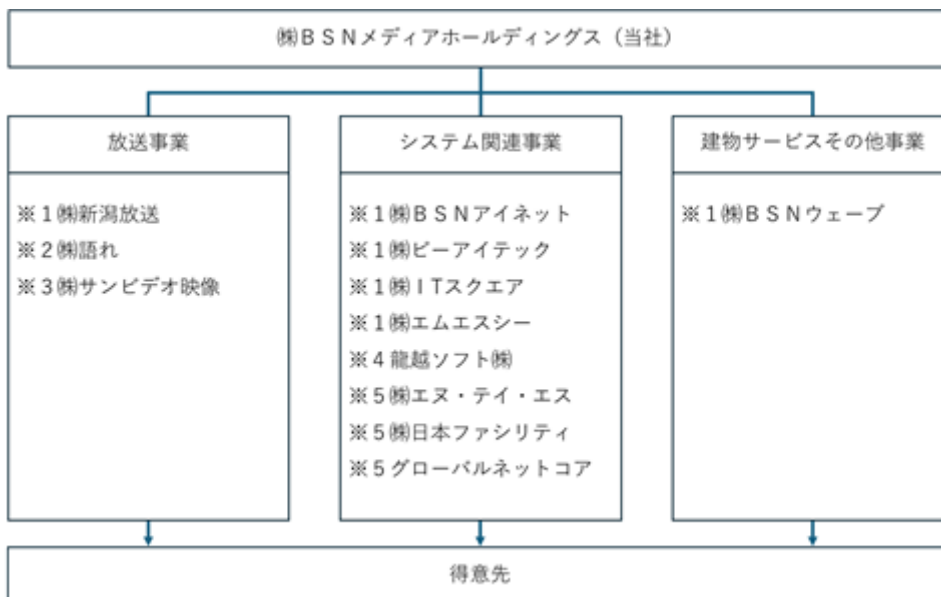 ㈱ＢＳＮメディアホールディングス（当社）
放送事業
※１㈱新潟放送
※２㈱語れ
※３㈱サンビデオ映像
システム関連事業
※１㈱ＢＳＮアイネット
※１㈱ビーアイテック
※１㈱ＩＴスクエア
※１㈱エムエスシー
※４龍越ソフト㈱
※５㈱エヌ・テイ・エス
※５㈱日本ファシリティ
※５グローバルネットコア
建物サービスその他事業
※１㈱ＢＳＮウェーブ
得意先